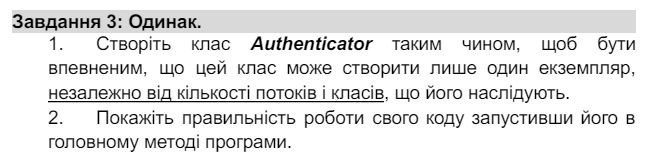 Завдання 3: Одинак.
1. Створіть клас Authenticator таким чином, щоб бути
впевненим, що цей клас може створити лише один екземпляр,
незалежно від кількості потоків і класів, що його наслідують.
2. Покажіть правильність роботи свого коду запустивши його в
головному методі програми.